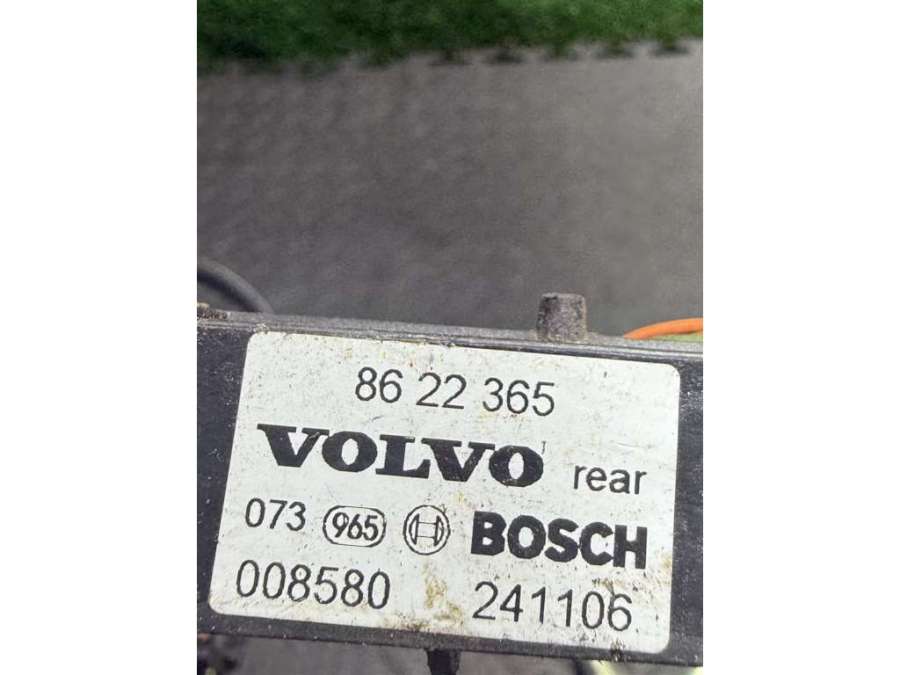 86 22 365
VOLVO rear
073 965 BOSCH
008580 241106